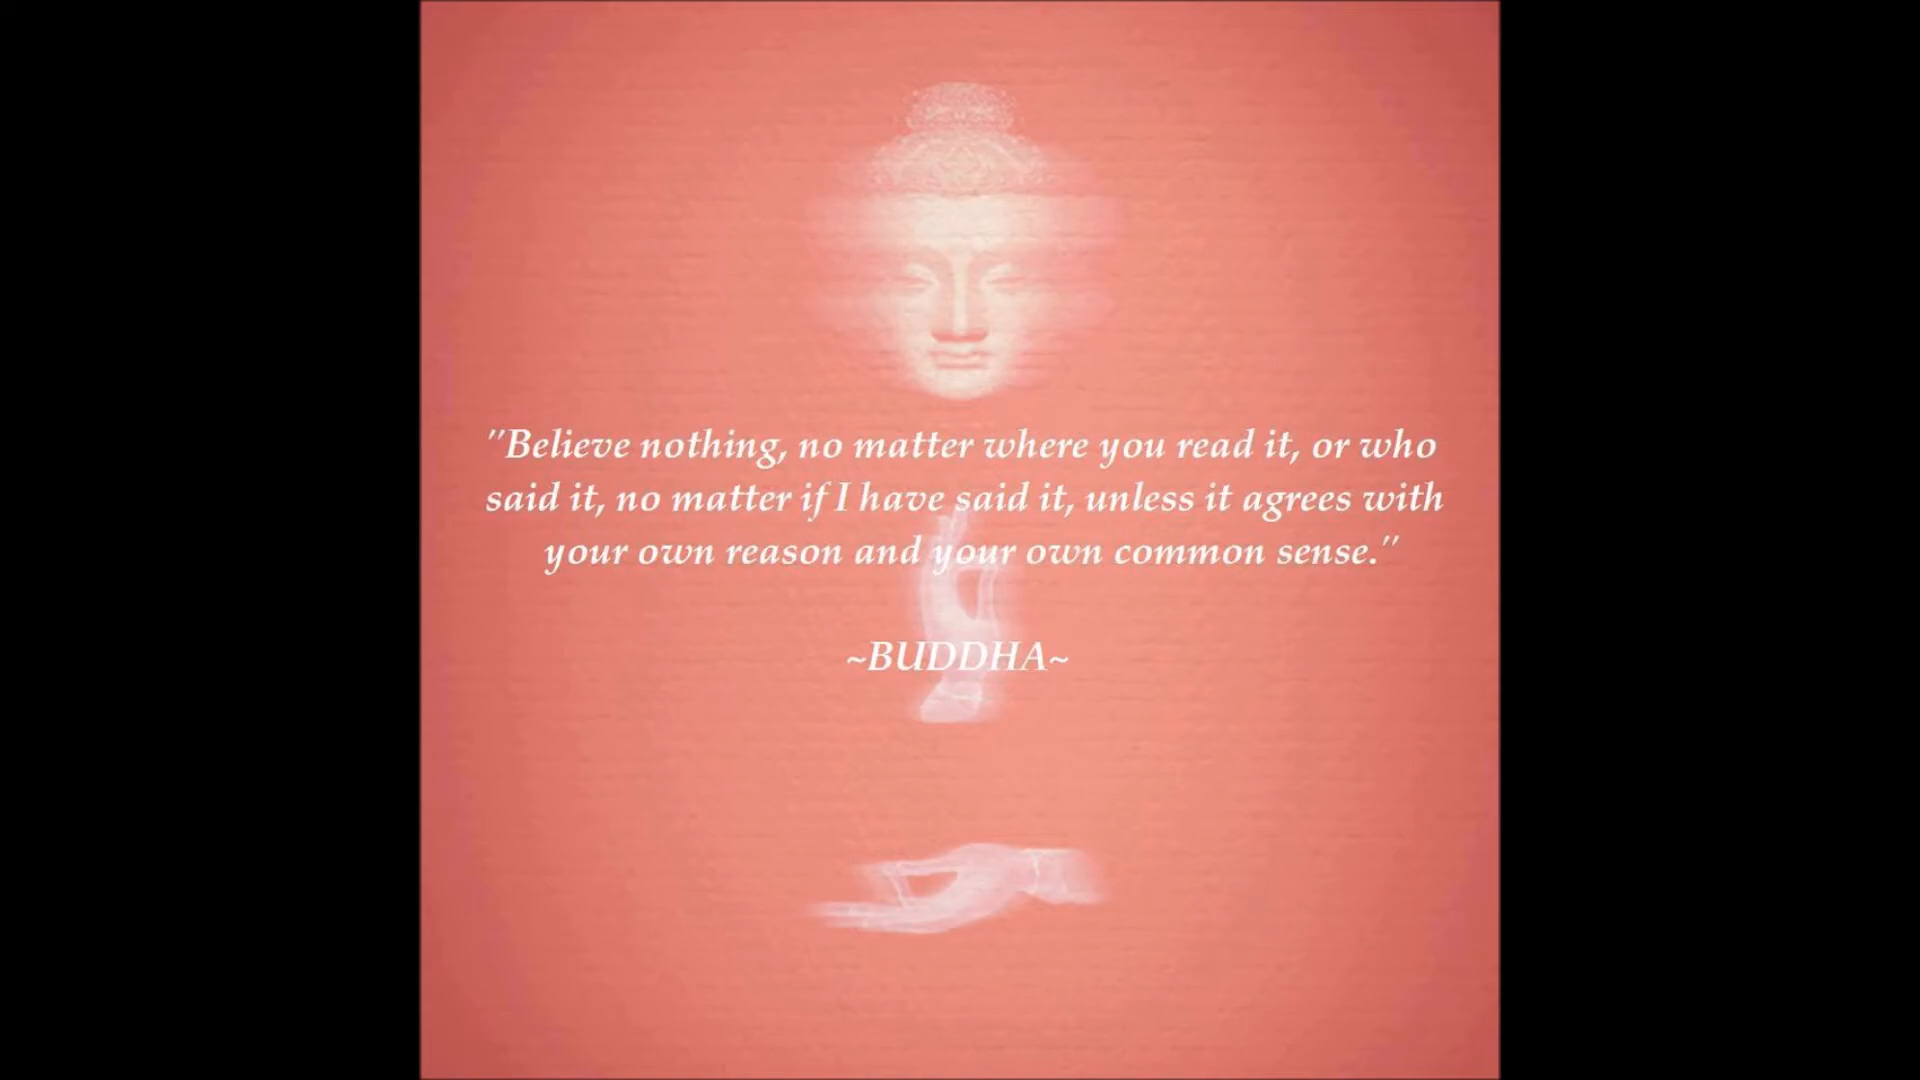 "Believe nothing, no matter where you read it, or who
said it, no matter if I have said it, unless it agrees with
your own reason and your own common sense."
~BUDDHA~